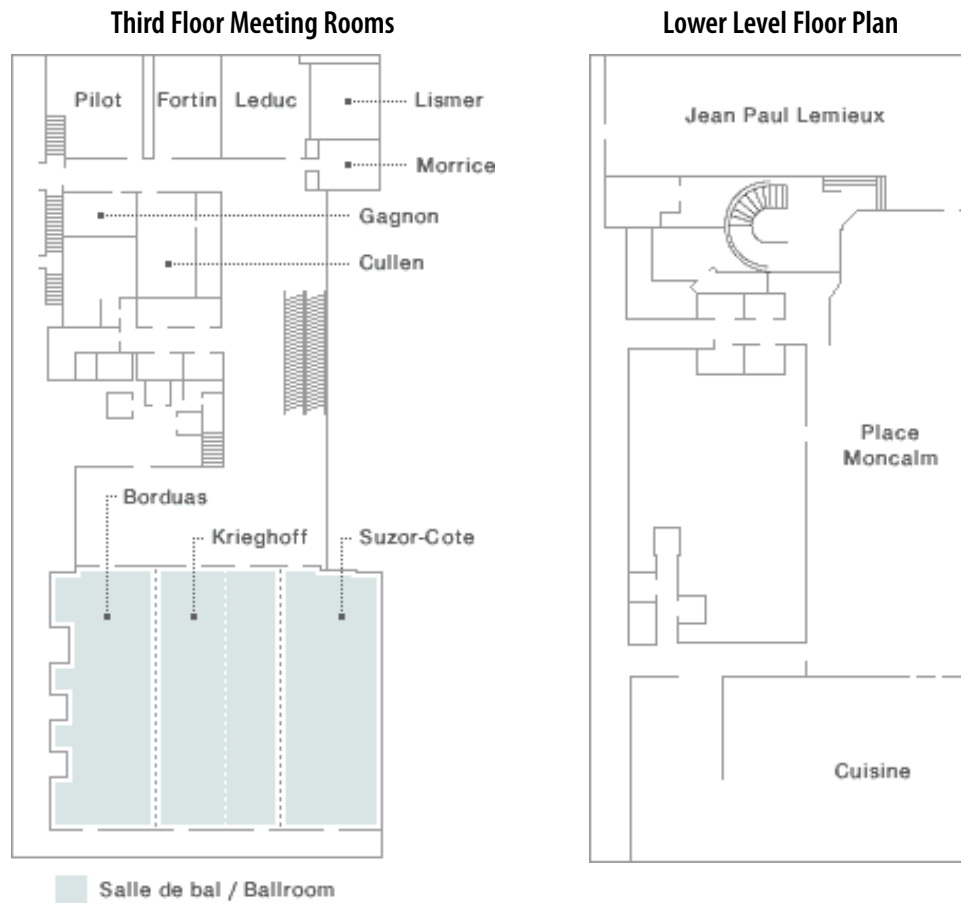 Third Floor Meeting Rooms
Pilot
Fortin
Leduc
Lismer
Morrice
Gagnon
Cullen
Borduas
Krieghoff
Suzor-Cote
Salle de bal / Ballroom
Lower Level Floor Plan
Jean Paul Lemieux
Place
Moncalm
Cuisine